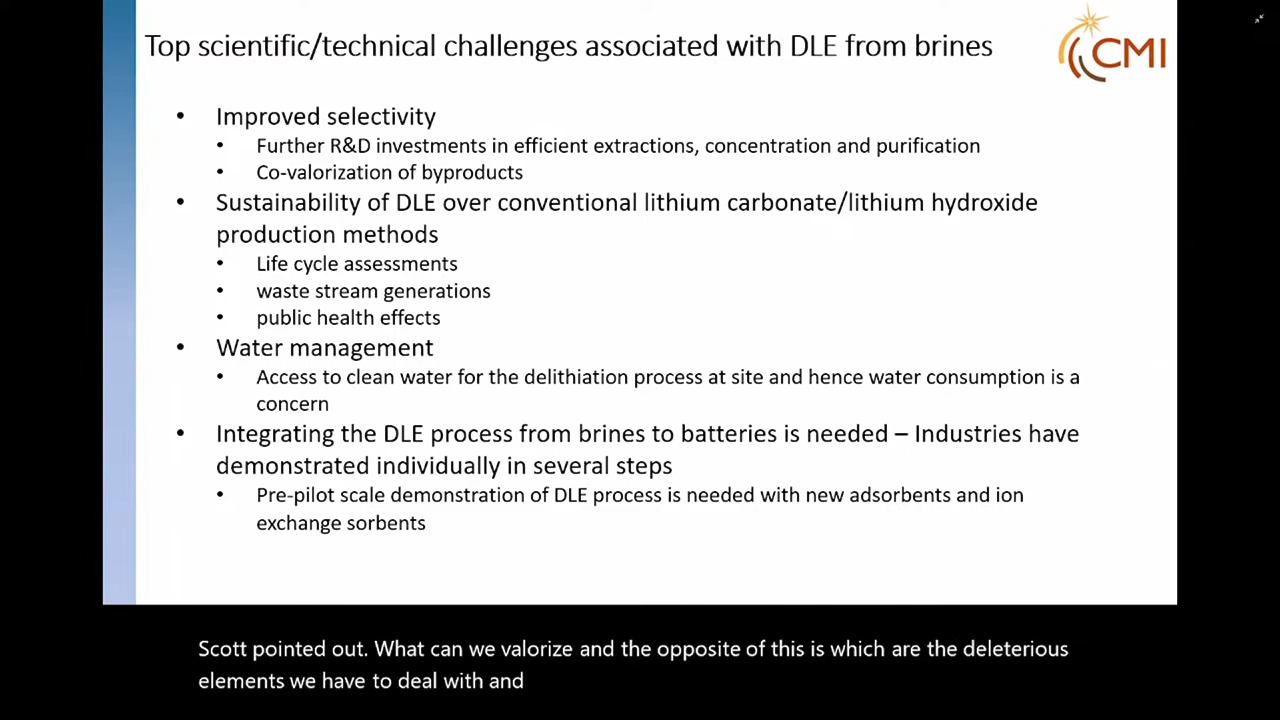 Top scientific/technical challenges associated with DLE from brines
CMI
• Improved selectivity
• Further R&D investments in efficient extractions, concentration and purification
• Co-valorization of byproducts
• Sustainability of DLE over conventional lithium carbonate/lithium hydroxide
production methods
• Life cycle assessments
• waste stream generations
• public health effects
• Water management
• Access to clean water for the delithiation process at site and hence water consumption is a
concern
• Integrating the DLE process from brines to batteries is needed – Industries have
demonstrated individually in several steps
• Pre-pilot scale demonstration of DLE process is needed with new adsorbents and ion
exchange sorbents
Scott pointed out. What can we valorize and the opposite of this is which are the deleterious
elements we have to deal with and